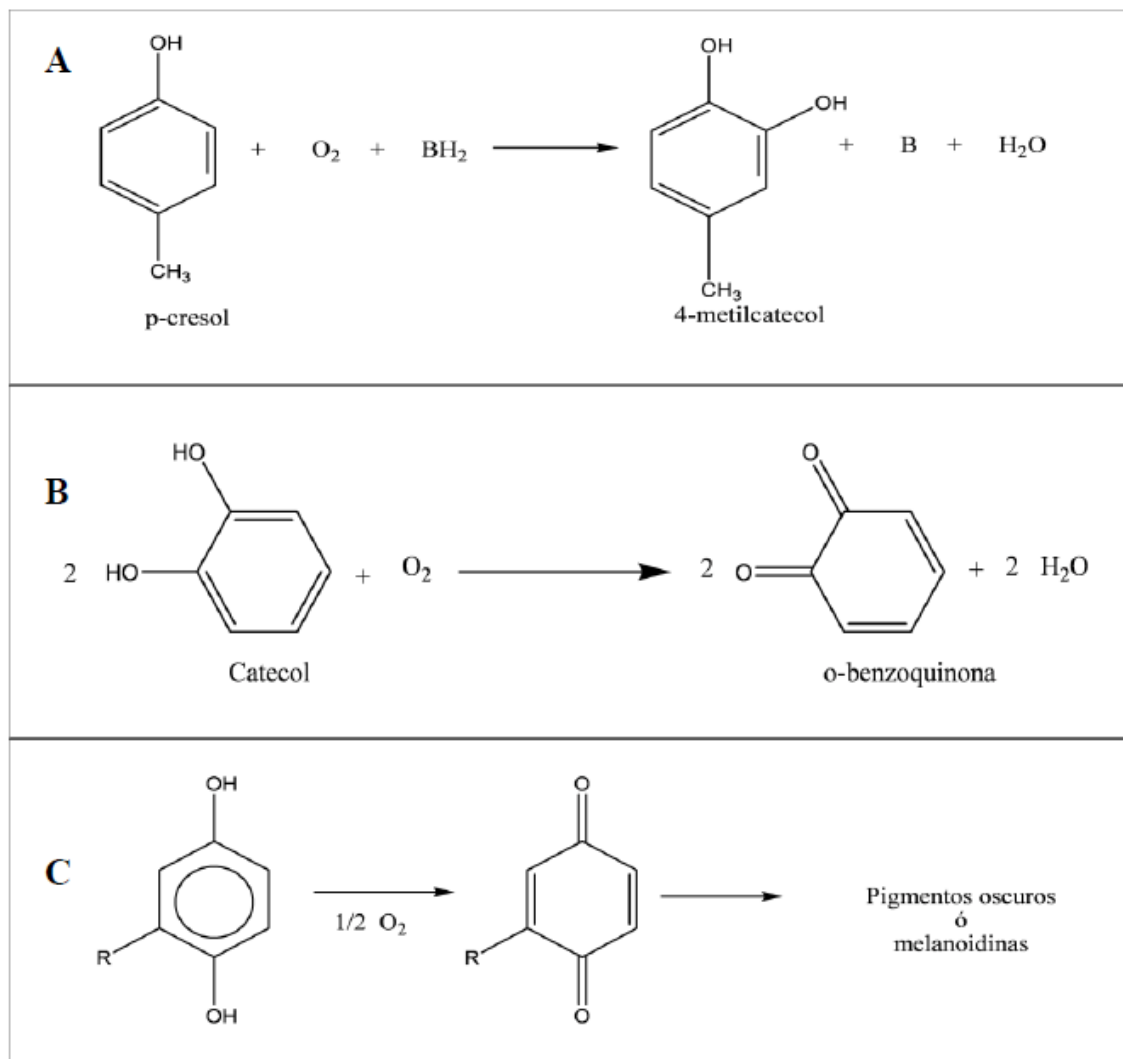 A
OH
+ O₂ + BH₂
CH₃
p-cresol
OH
OH
+ B + H₂O
CH₃
4-metilcatecol
B
HO
2 HO
+ O₂
Catecol
O
2 O
+ 2 H₂O
o-benzoquinona
C
OH
R
OH
1/2 O₂
O
R
O
Pigmentos oscuros
ó
melanoidinas